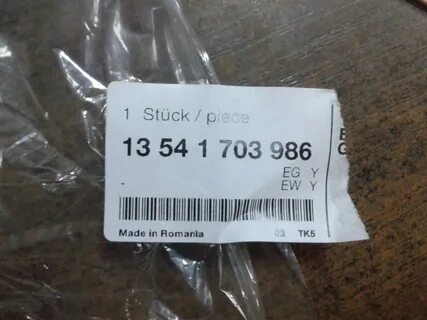 1 Stück / piece
13 54 1 703 986
EG Y
- EW Y
Made in Romania 03 TK5